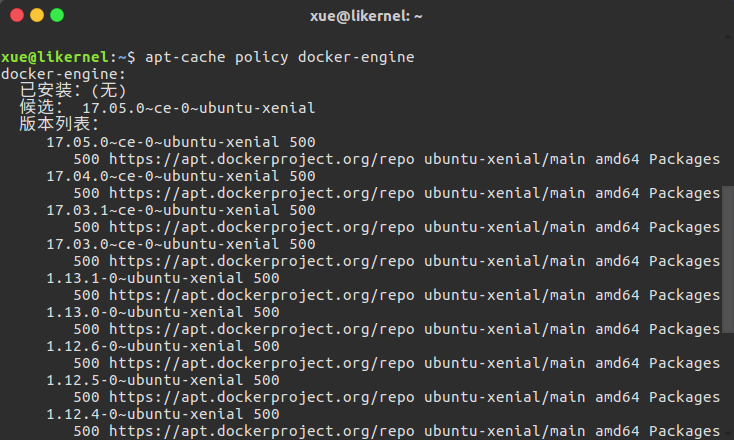 xue@likernel: ~
xue@likernel:~$ apt-cache policy docker-engine
docker-engine:
已安装：(无)
候选： 17.05.0~ce-0~ubuntu-xenial
版本列表：
17.05.0~ce-0~ubuntu-xenial 500
500 https://apt.dockerproject.org/repo ubuntu-xenial/main amd64 Packages
17.04.0~ce-0~ubuntu-xenial 500
500 https://apt.dockerproject.org/repo ubuntu-xenial/main amd64 Packages
17.03.1~ce-0~ubuntu-xenial 500
500 https://apt.dockerproject.org/repo ubuntu-xenial/main amd64 Packages
17.03.0~ce-0~ubuntu-xenial 500
500 https://apt.dockerproject.org/repo ubuntu-xenial/main amd64 Packages
1.13.1-0~ubuntu-xenial 500
500 https://apt.dockerproject.org/repo ubuntu-xenial/main amd64 Packages
1.13.0-0~ubuntu-xenial 500
500 https://apt.dockerproject.org/repo ubuntu-xenial/main amd64 Packages
1.12.6-0~ubuntu-xenial 500
500 https://apt.dockerproject.org/repo ubuntu-xenial/main amd64 Packages
1.12.5-0~ubuntu-xenial 500
500 https://apt.dockerproject.org/repo ubuntu-xenial/main amd64 Packages
1.12.4-0~ubuntu-xenial 500
500 https://apt.dockerproject.org/repo ubuntu-xenial/main amd64 Packages